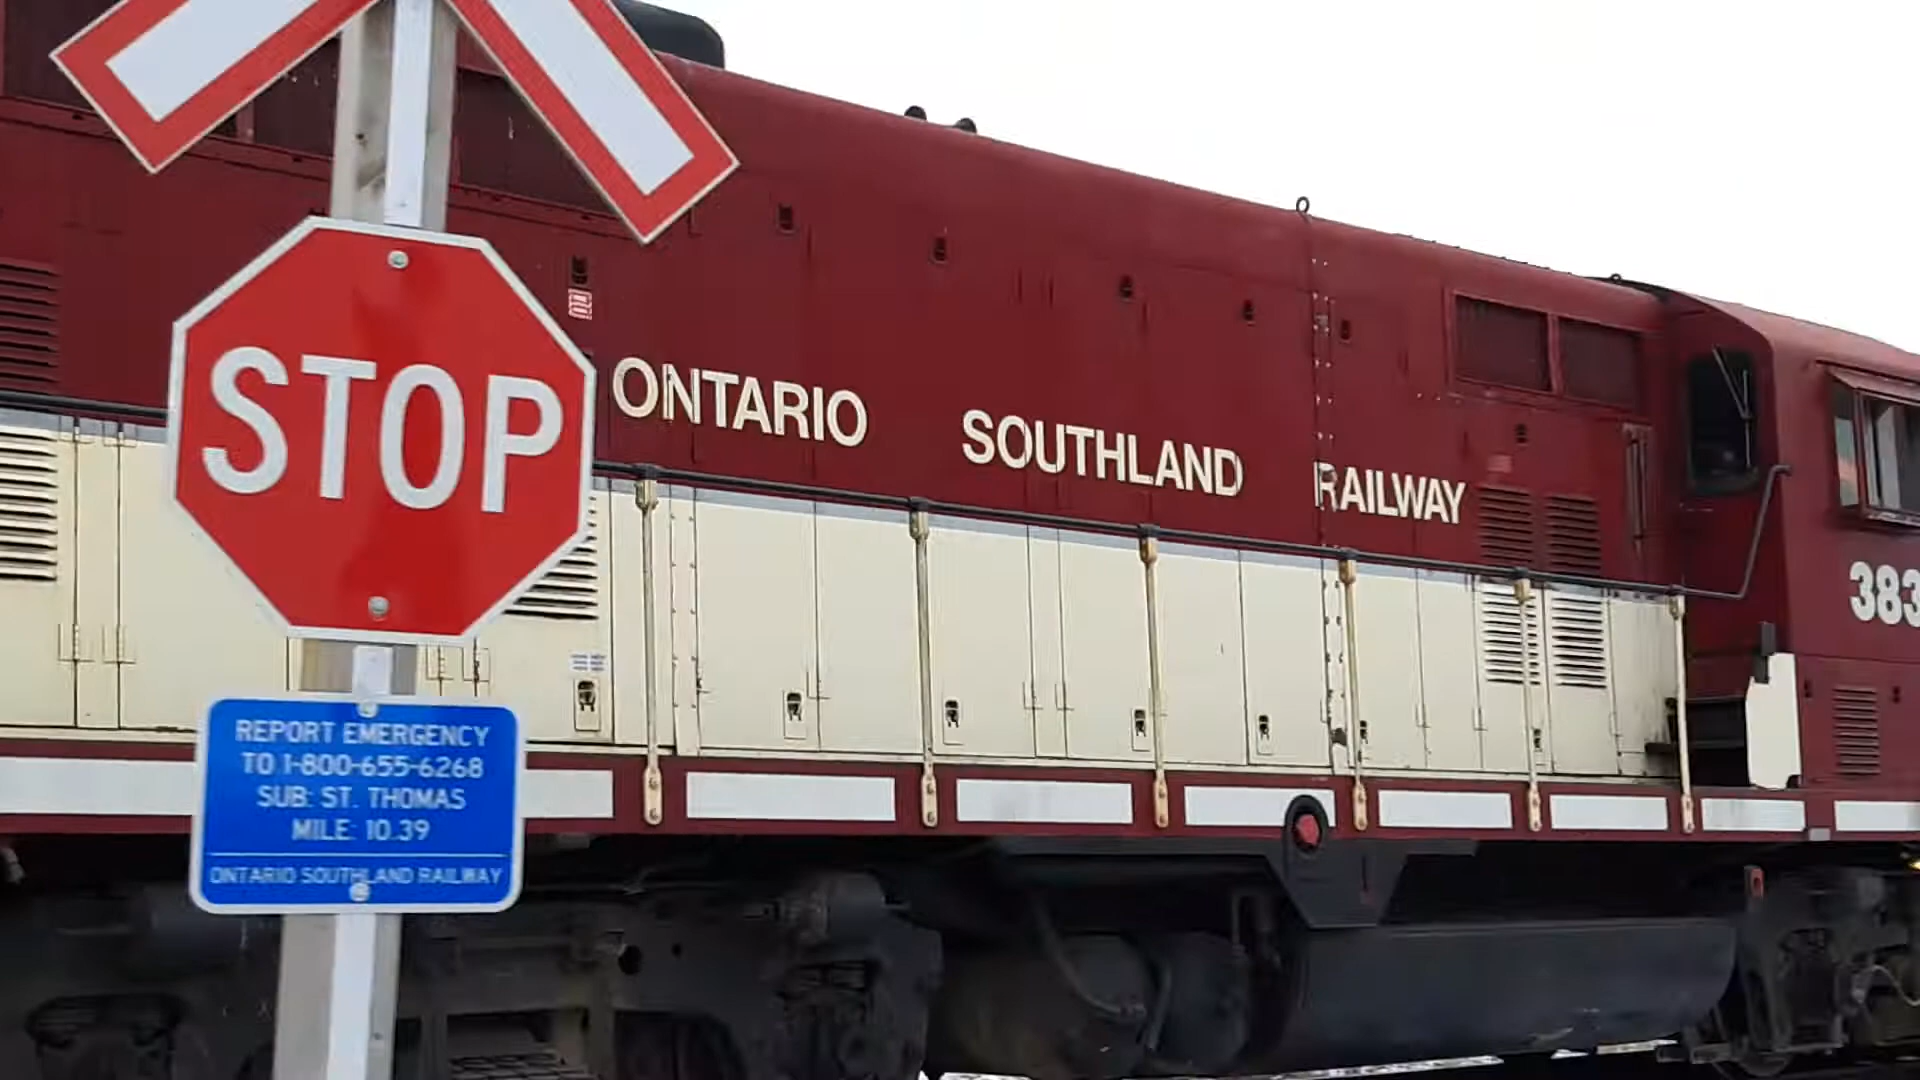 STOP
ONTARIO SOUTHLAND RAILWAY
383
REPORT EMERGENCY
TO 1-800-655-6268
SUB: ST. THOMAS
MILE: 10.39
ONTARIO SOUTHLAND RAILWAY